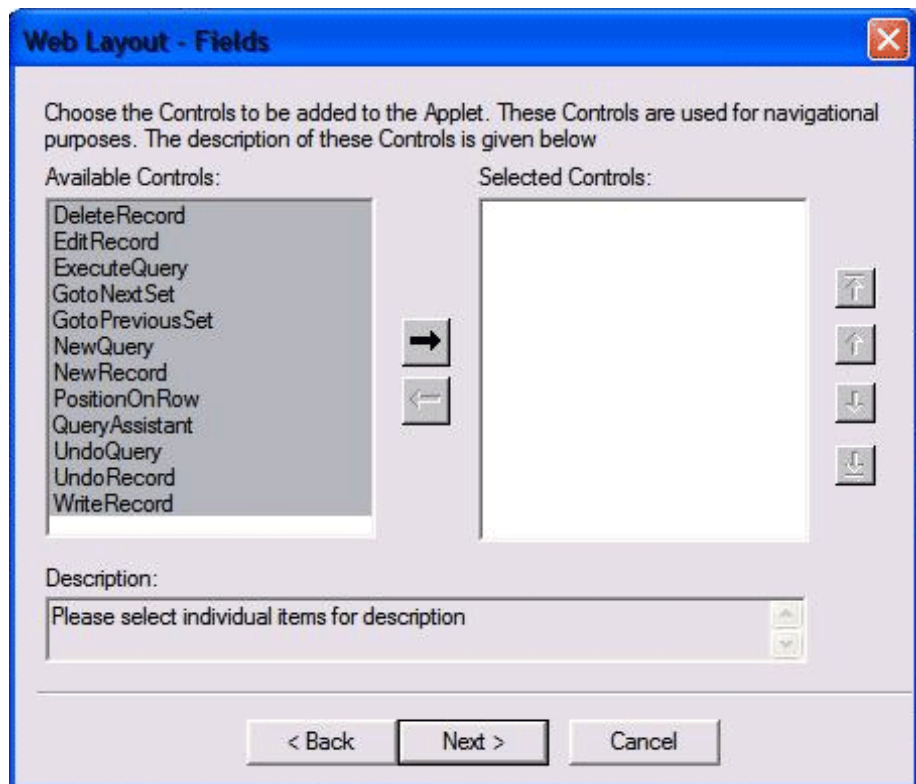 Web Layout - Fields
Choose the Controls to be added to the Applet. These Controls are used for navigational
purposes. The description of these Controls is given below
Available Controls:
Selected Controls:
DeleteRecord
EditRecord
ExecuteQuery
GotoNextSet
GotoPreviousSet
NewQuery
NewRecord
PositionOnRow
QueryAssistant
UndoQuery
UndoRecord
WriteRecord
Description:
Please select individual items for description
< Back
Next >
Cancel